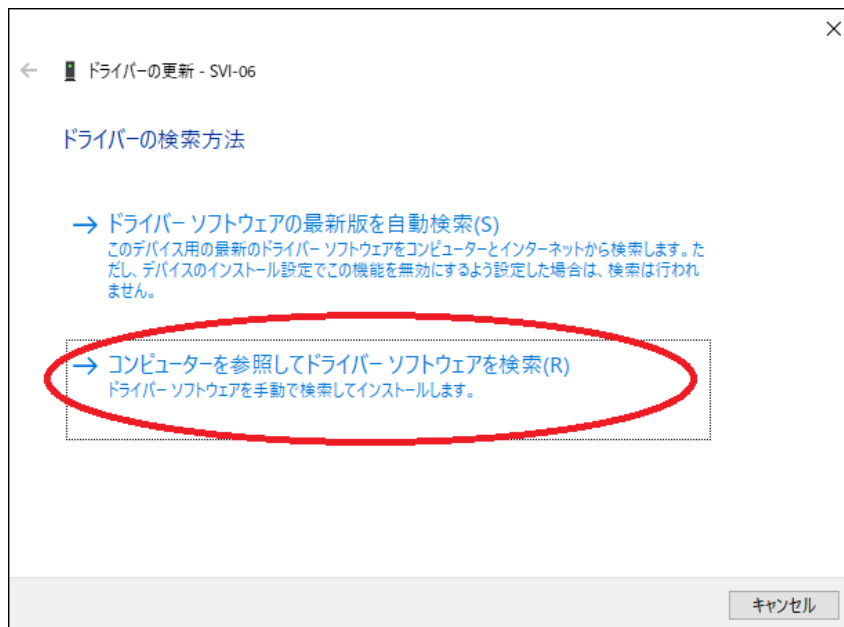 ドライバーの更新 - SVI-06
ドライバーの検索方法
ドライバー ソフトウェアの最新版を自動検索(S)
このデバイス用の最新のドライバー ソフトウェアをコンピューターとインターネットから検索します。た
だし、デバイスのインストール設定でこの機能を無効にするよう設定した場合は、検索は行われ
ません。
コンピューターを参照してドライバー ソフトウェアを検索(R)
ドライバー ソフトウェアを手動で検索してインストールします。
キャンセル